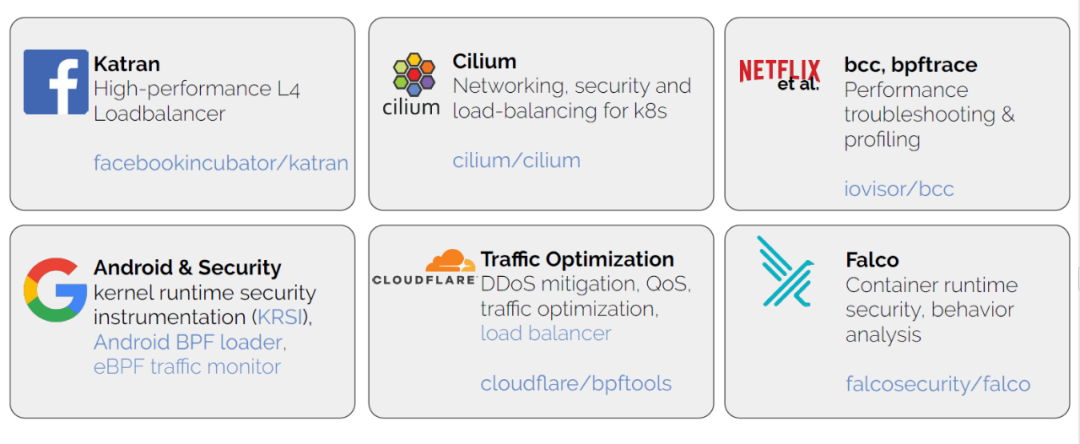 Katran
High-performance L4
Loadbalancer
facebookincubator/katran
cilium
Cilium
Networking, security and
load-balancing for k8s
cilium/cilium
NETFLIX
et al.
bcc, bpftrace
Performance
troubleshooting &
profiling
iovisor/bcc
Android & Security
kernel runtime security
instrumentation (KRSI),
Android BPF loader,
eBPF traffic monitor
CLOUDFLARE
Traffic Optimization
DDoS mitigation, QoS,
traffic optimization,
load balancer
cloudflare/bpftools
Falco
Container runtime
security, behavior
analysis
falcosecurity/falco